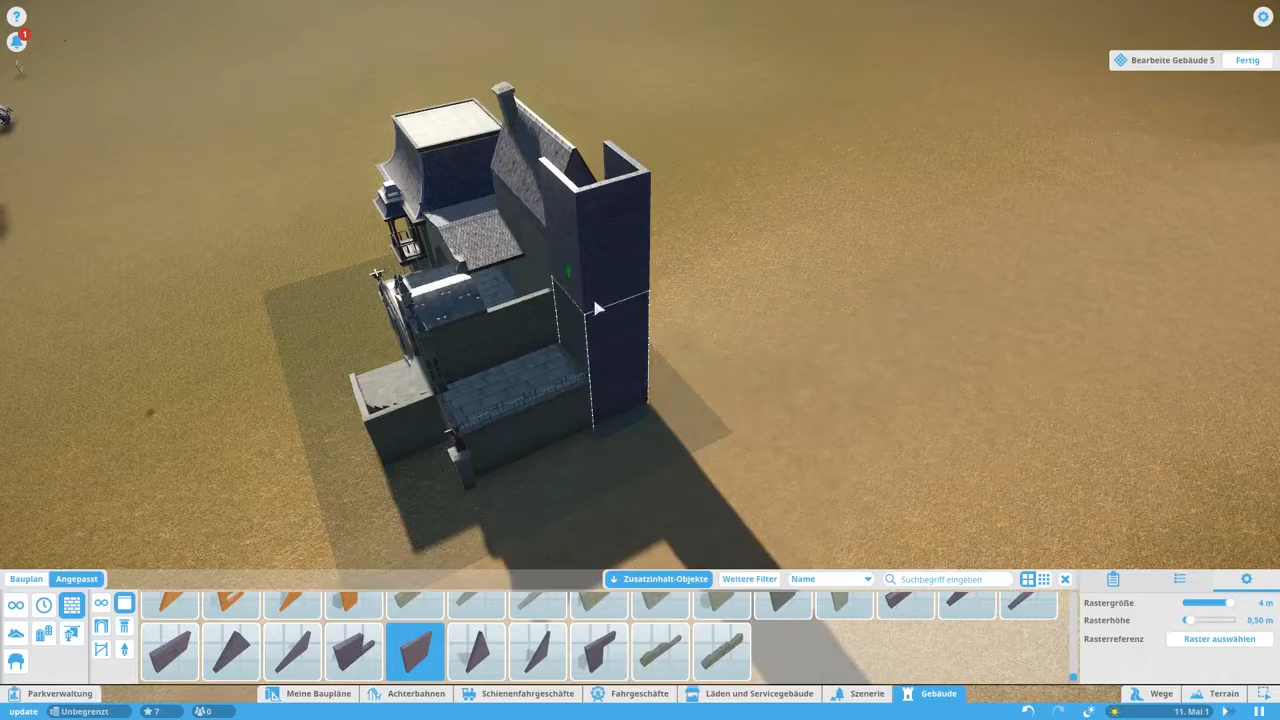 ?
1
Bearbeite Gebäude 5 Fertig
Bauplan Angepasst Zusatzinhalt-Objekte Weitere Filter Name Suchbegriff eingeben
Rastergröße 4 m
Rasterhöhe 0,50 m
Rasterreferenz Raster auswählen
Parkverwaltung Meine Baupläne Achterbahnen Schienenfahrgeschäfte Fahrgeschäfte Läden und Servicegebäude Szenerie Gebäude Wege Terrain
update Unbegrenzt 7 0 11. Mai 1